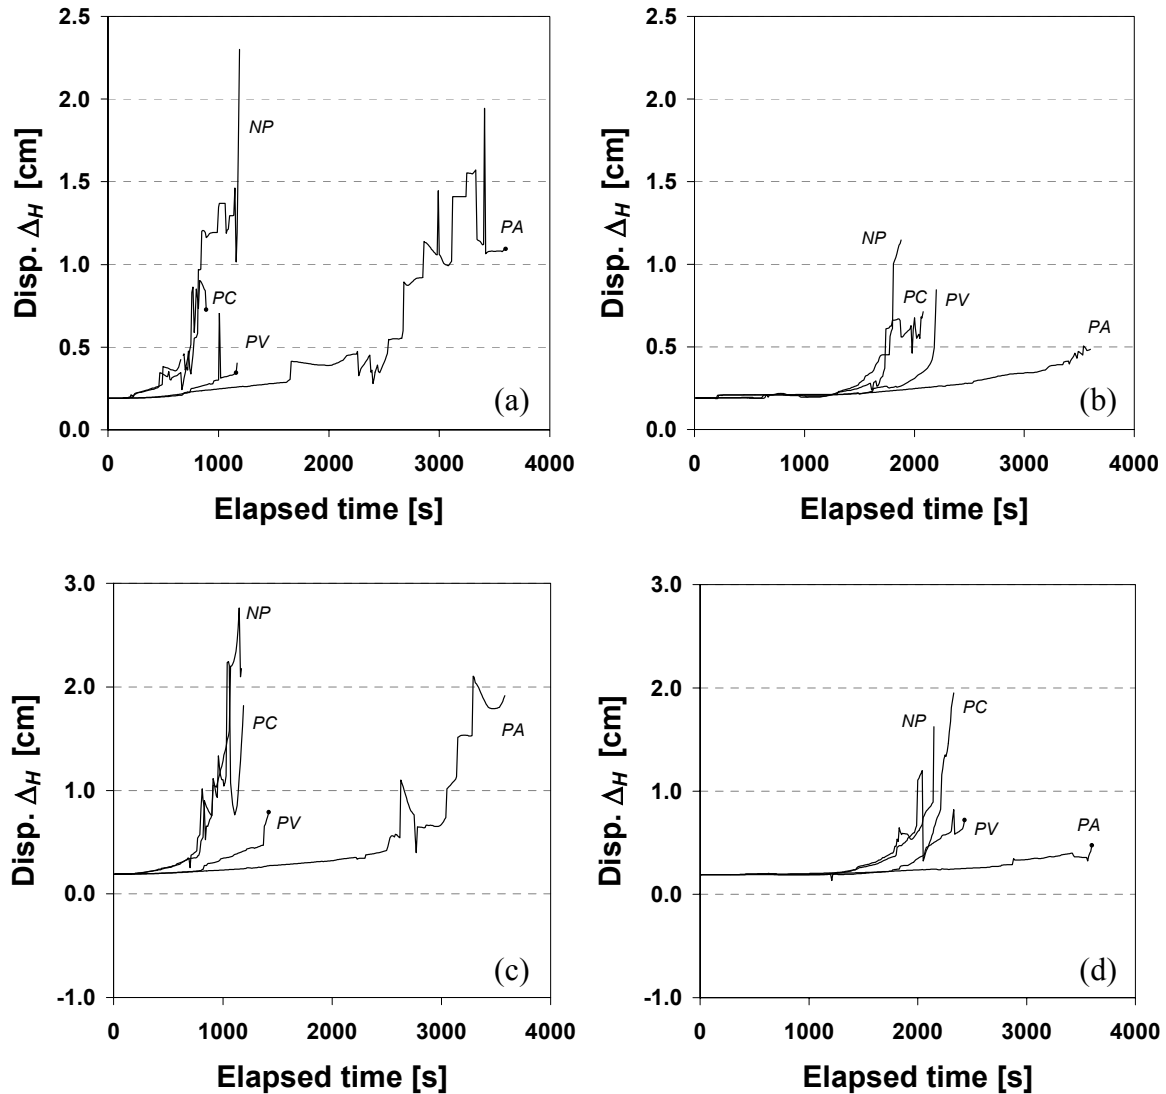 2.5
2.0
1.5
1.0
0.5
0.0
Disp. Δ_H [cm]
NP
PC
PV
PA
(a)
0 1000 2000 3000 4000
Elapsed time [s]
2.5
2.0
1.5
1.0
0.5
0.0
Disp. Δ_H [cm]
NP
PC
PV
PA
(b)
0 1000 2000 3000 4000
Elapsed time [s]
3.0
2.0
1.0
0.0
-1.0
Disp. Δ_H [cm]
NP
PC
PV
PA
(c)
0 1000 2000 3000 4000
Elapsed time [s]
3.0
2.0
1.0
0.0
-1.0
Disp. Δ_H [cm]
NP
PC
PV
PA
(d)
0 1000 2000 3000 4000
Elapsed time [s]